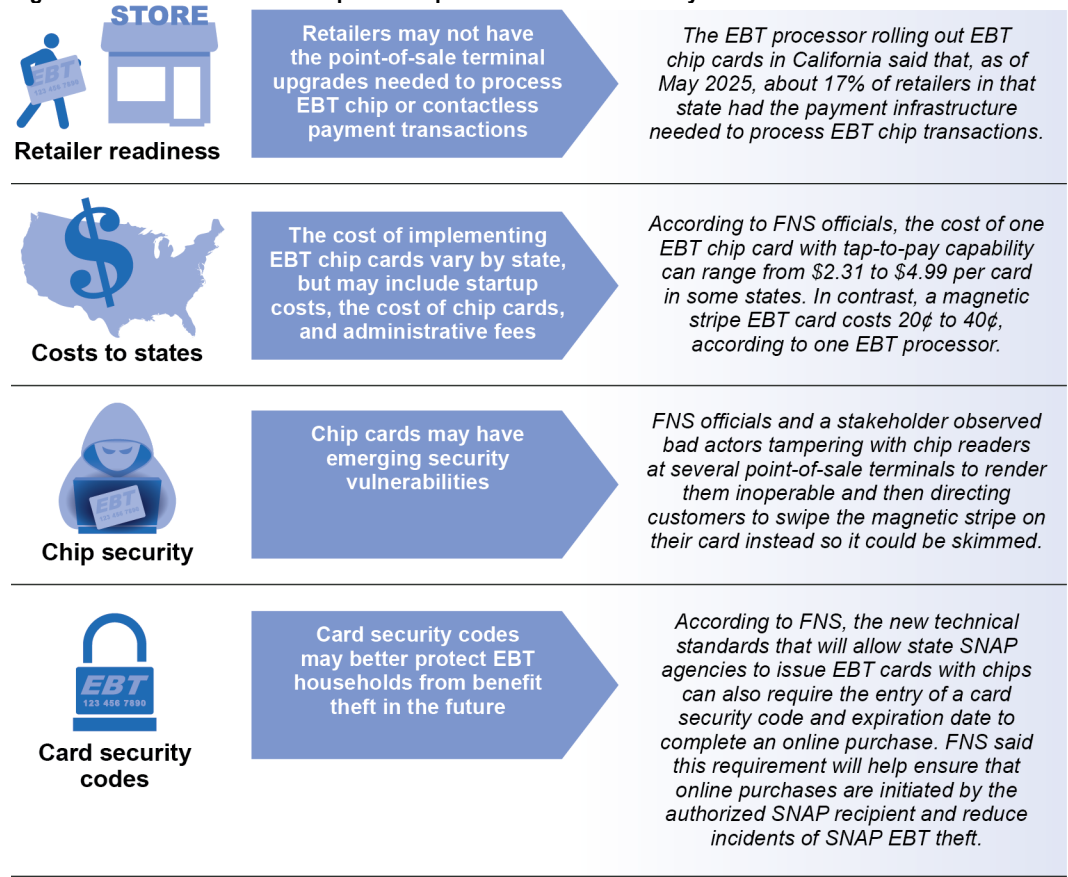 STORE
EBT
123 456 7890
Retailer readiness
Retailers may not have
the point-of-sale terminal
upgrades needed to process
EBT chip or contactless
payment transactions
The EBT processor rolling out EBT
chip cards in California said that, as of
May 2025, about 17% of retailers in that
state had the payment infrastructure
needed to process EBT chip transactions.
$
Costs to states
The cost of implementing
EBT chip cards vary by state,
but may include startup
costs, the cost of chip cards,
and administrative fees
According to FNS officials, the cost of one
EBT chip card with tap-to-pay capability
can range from $2.31 to $4.99 per card
in some states. In contrast, a magnetic
stripe EBT card costs 20¢ to 40¢,
according to one EBT processor.
EBT
123 456 7890
Chip security
Chip cards may have
emerging security
vulnerabilities
FNS officials and a stakeholder observed
bad actors tampering with chip readers
at several point-of-sale terminals to render
them inoperable and then directing
customers to swipe the magnetic stripe on
their card instead so it could be skimmed.
EBT
123 456 7890
Card security
codes
Card security codes
may better protect EBT
households from benefit
theft in the future
According to FNS, the new technical
standards that will allow state SNAP
agencies to issue EBT cards with chips
can also require the entry of a card
security code and expiration date to
complete an online purchase. FNS said
this requirement will help ensure that
online purchases are initiated by the
authorized SNAP recipient and reduce
incidents of SNAP EBT theft.